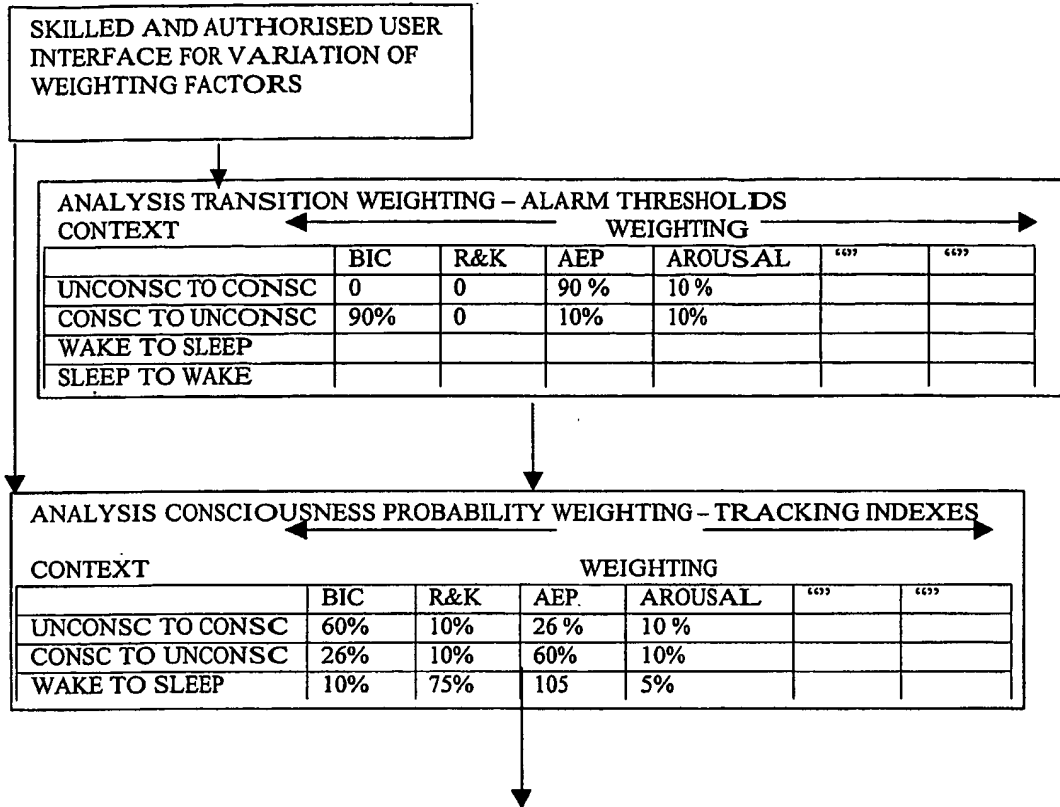 SKILLED AND AUTHORISED USER
INTERFACE FOR VARIATION OF
WEIGHTING FACTORS
ANALYSIS TRANSITION WEIGHTING – ALARM THRESHOLDS
CONTEXT WEIGHTING
BIC R&K AEP AROUSAL “” “”
UNCONSC TO CONSC 0 0 90 % 10 %
CONSC TO UNCONSC 90% 0 10% 10%
WAKE TO SLEEP
SLEEP TO WAKE
ANALYSIS CONSCIOUSNESS PROBABILITY WEIGHTING – TRACKING INDEXES
CONTEXT WEIGHTING
BIC R&K AEP. AROUSAL “” “”
UNCONSC TO CONSC 60% 10% 26 % 10 %
CONSC TO UNCONSC 26% 10% 60% 10%
WAKE TO SLEEP 10% 75% 105 5%